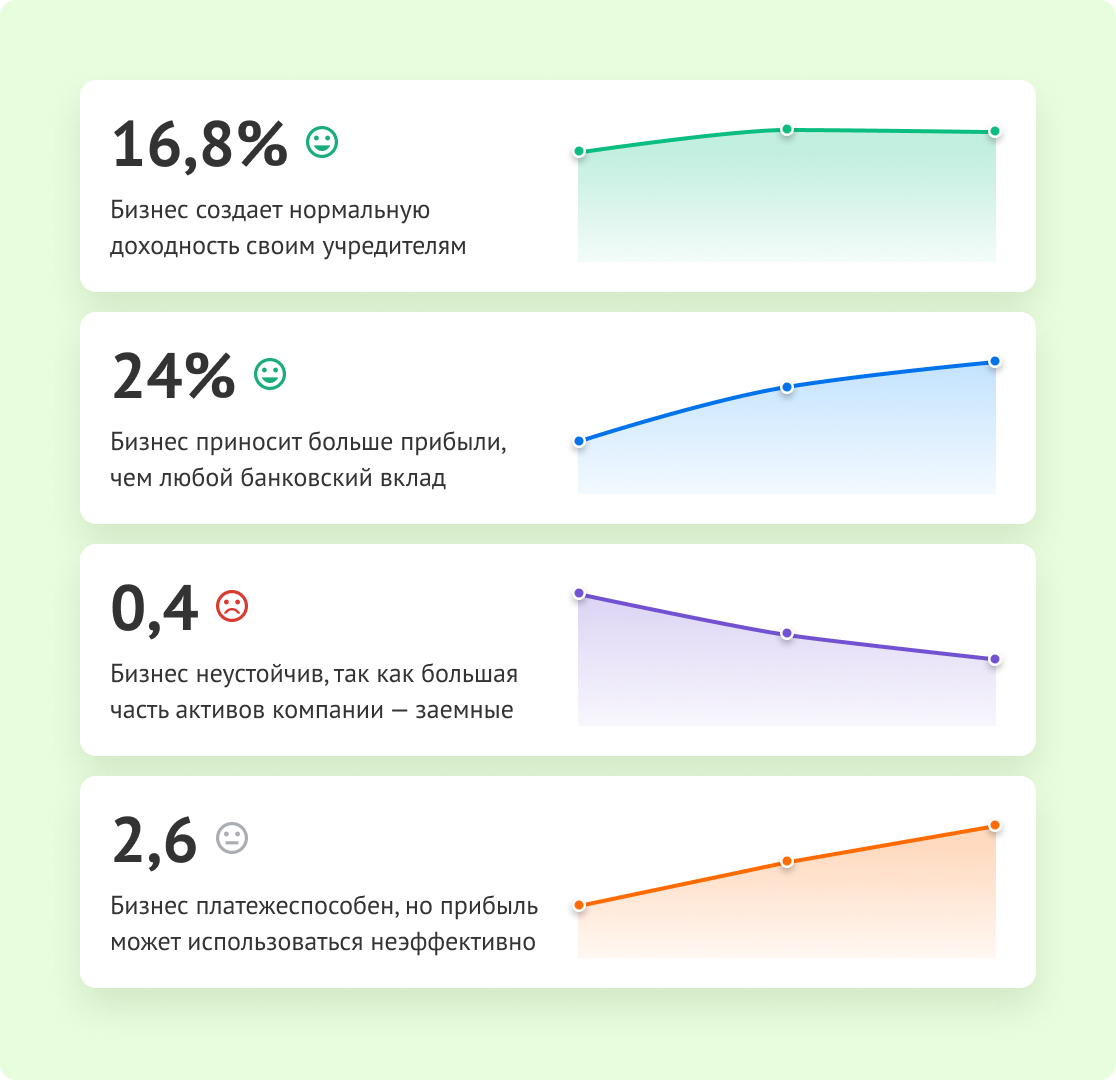 16,8%
Бизнес создает нормальную
доходность своим учредителям
24%
Бизнес приносит больше прибыли,
чем любой банковский вклад
0,4
Бизнес неустойчив, так как большая
часть активов компании — заемные
2,6
Бизнес платежеспособен, но прибыль
может использоваться неэффективно